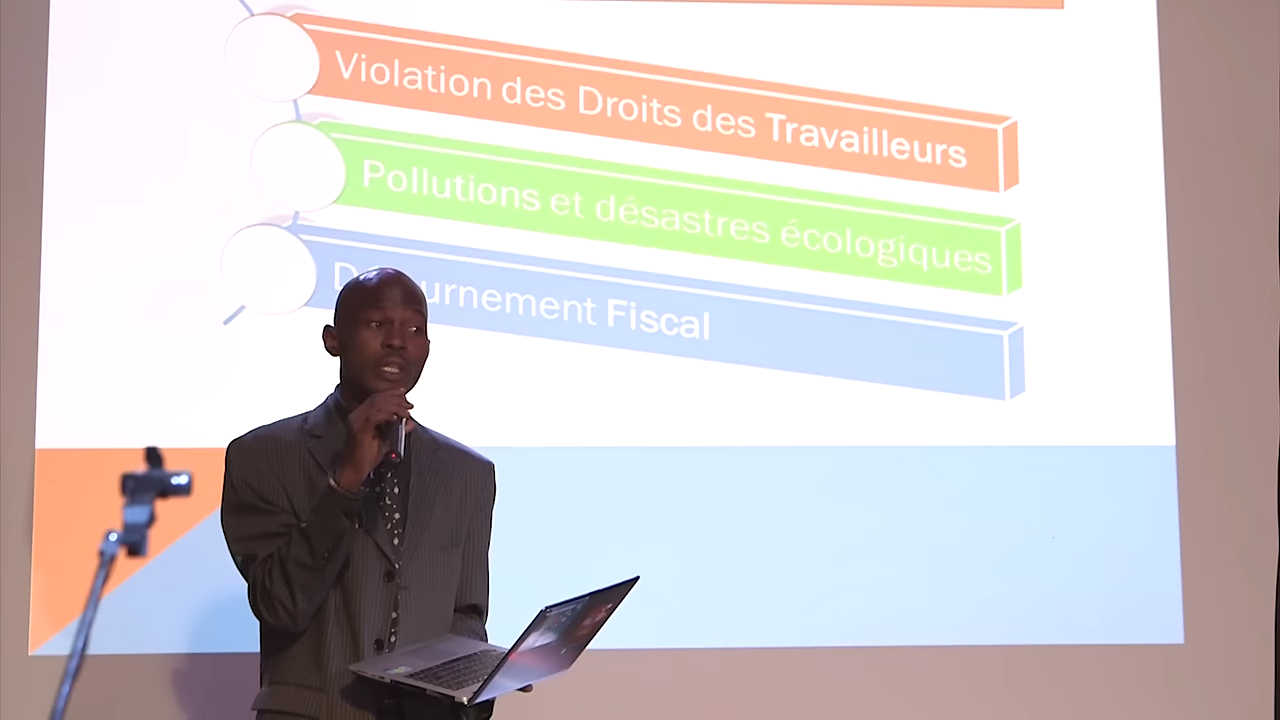 Violation des Droits des Travailleurs
Pollutions et désastres écologiques
Fiscal